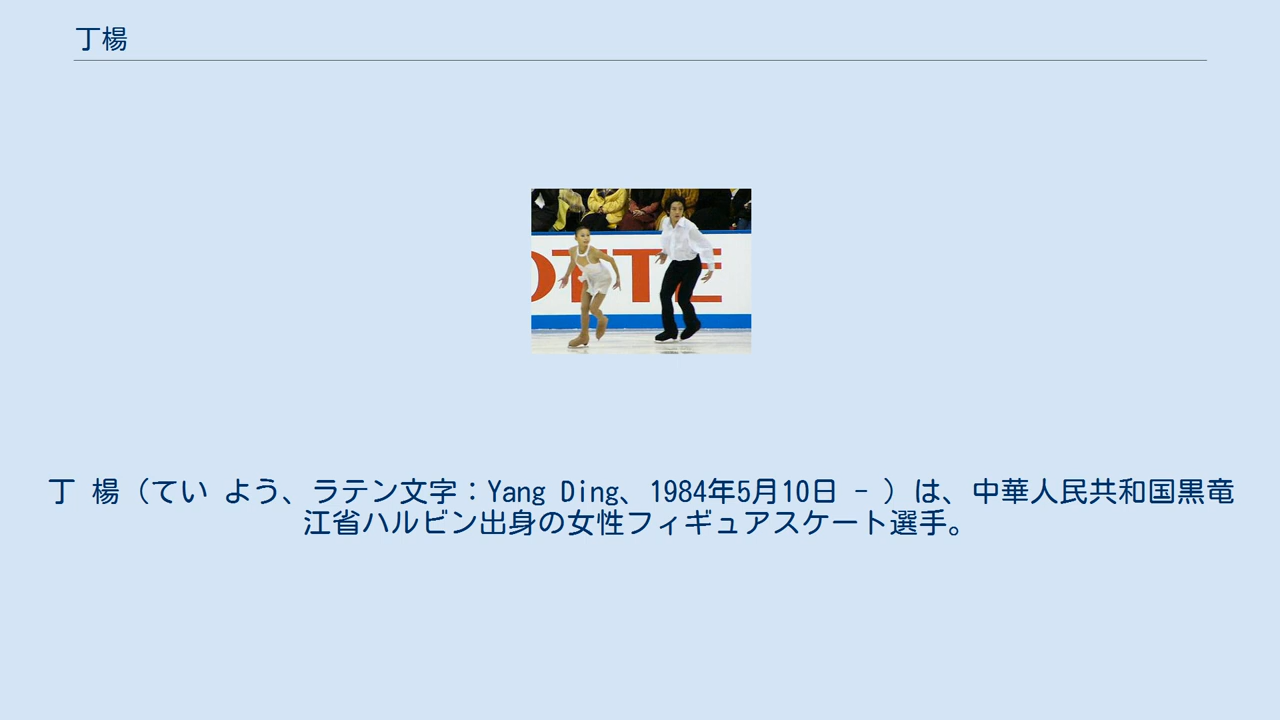 丁楊
OTTE
丁 楊（てい よう、ラテン文字：Yang Ding、1984年5月10日 - ）は、中華人民共和国黒竜
江省ハルビン出身の女性フィギュアスケート選手。